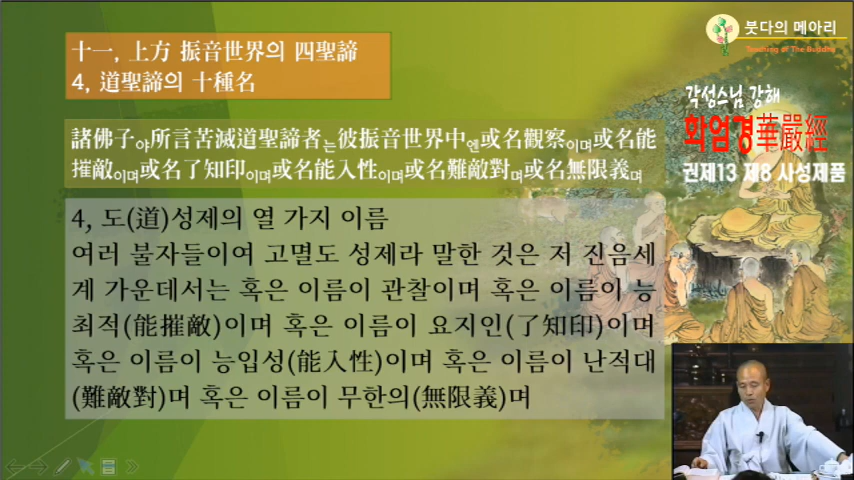 十一, 上方 振音世界의 四聖諦
4, 道聖諦의 十種名
諸佛子야所言苦滅道聖諦者는彼振音世界中엔或名觀察이며或名能
摧敵이며或名了知印이며或名能入性이며或名難敵對며或名無限義며
4, 도(道)성제의 열 가지 이름
여러 불자들이여 고멸도 성제라 말한 것은 저 진음세
계 가운데서는 혹은 이름이 관찰이며 혹은 이름이 능
최적(能摧敵)이며 혹은 이름이 요지인(了知印)이며
혹은 이름이 능입성(能入性)이며 혹은 이름이 난적대
(難敵對)며 혹은 이름이 무한의(無限義)며
붓다의 메아리
Teaching of The Buddha
각성스님 강해
화엄경華嚴經
권제13 제8 사성제품